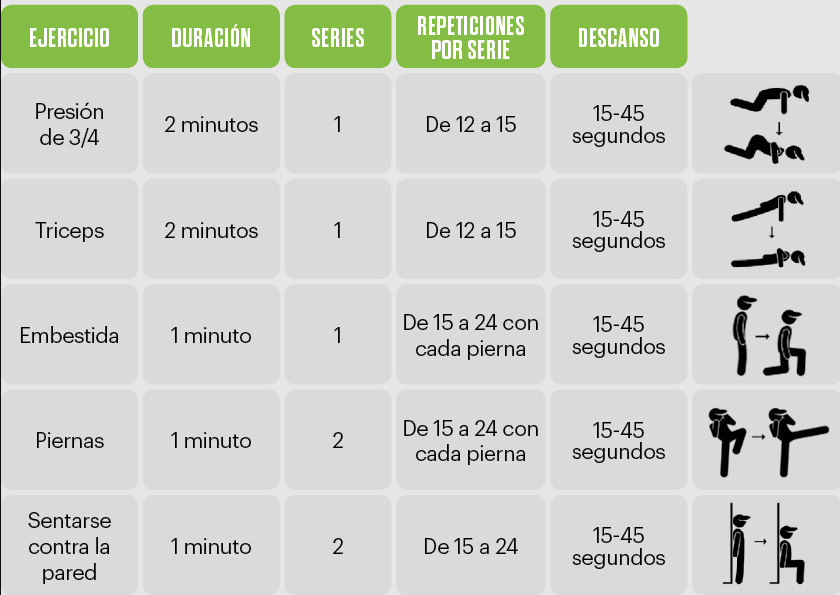 EJERCICIO
DURACIÓN
SERIES
REPETICIONES
POR SERIE
DESCANSO
Presión
de 3/4
2 minutos
1
De 12 a 15
15-45
segundos
Triceps
2 minutos
1
De 12 a 15
15-45
segundos
Embestida
1 minuto
1
De 15 a 24 con
cada pierna
15-45
segundos
Piernas
1 minuto
2
De 15 a 24 con
cada pierna
15-45
segundos
Sentarse
contra la
pared
1 minuto
2
De 15 a 24
15-45
segundos